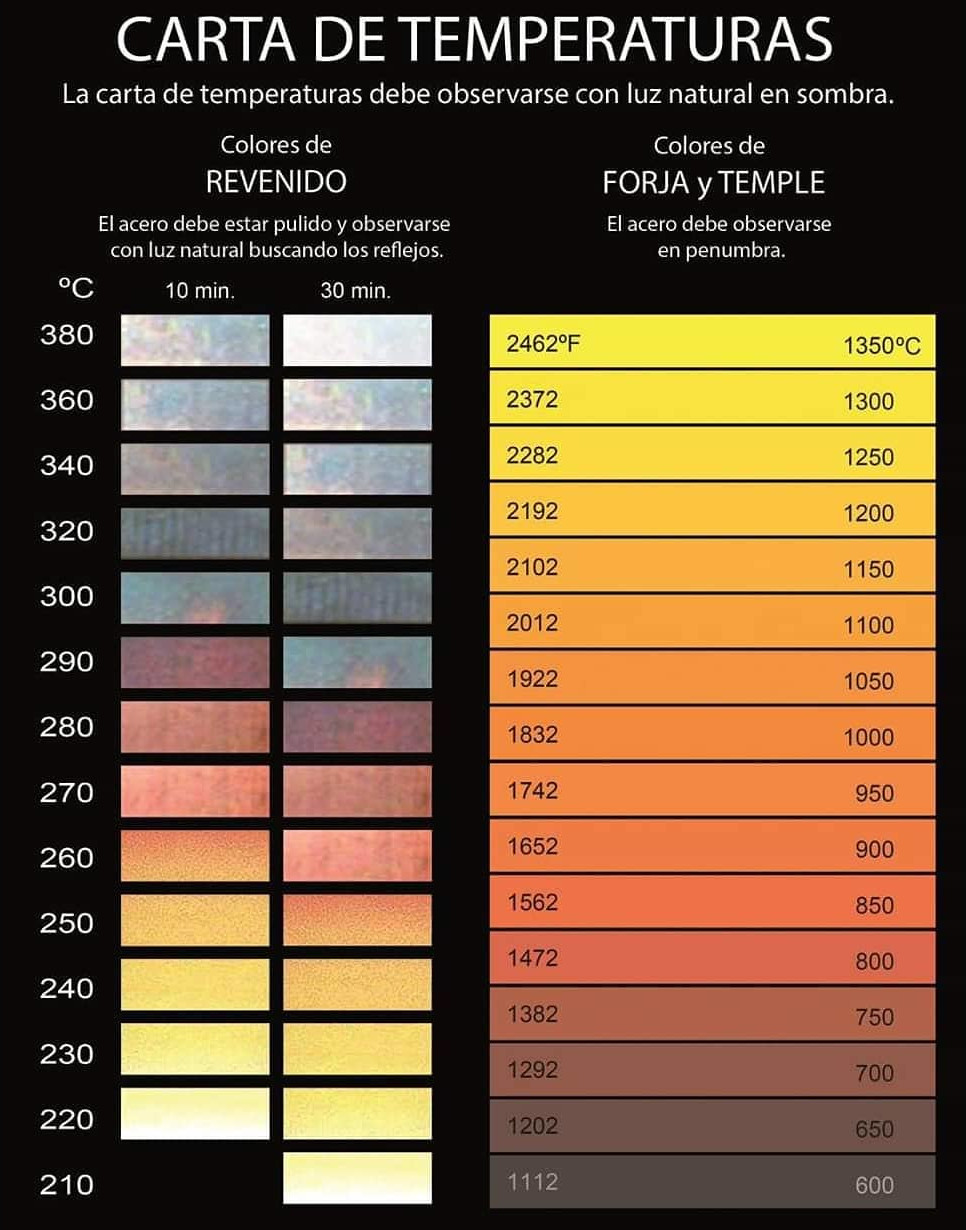 CARTA DE TEMPERATURAS
La carta de temperaturas debe observarse con luz natural en sombra.
Colores de
REVENIDO
El acero debe estar pulido y observarse
con luz natural buscando los reflejos.
ºC 10 min. 30 min.
380
360
340
320
300
290
280
270
260
250
240
230
220
210
Colores de
FORJA y TEMPLE
El acero debe observarse
en penumbra.
2462ºF 1350ºC
2372 1300
2282 1250
2192 1200
2102 1150
2012 1100
1922 1050
1832 1000
1742 950
1652 900
1562 850
1472 800
1382 750
1292 700
1202 650
1112 600